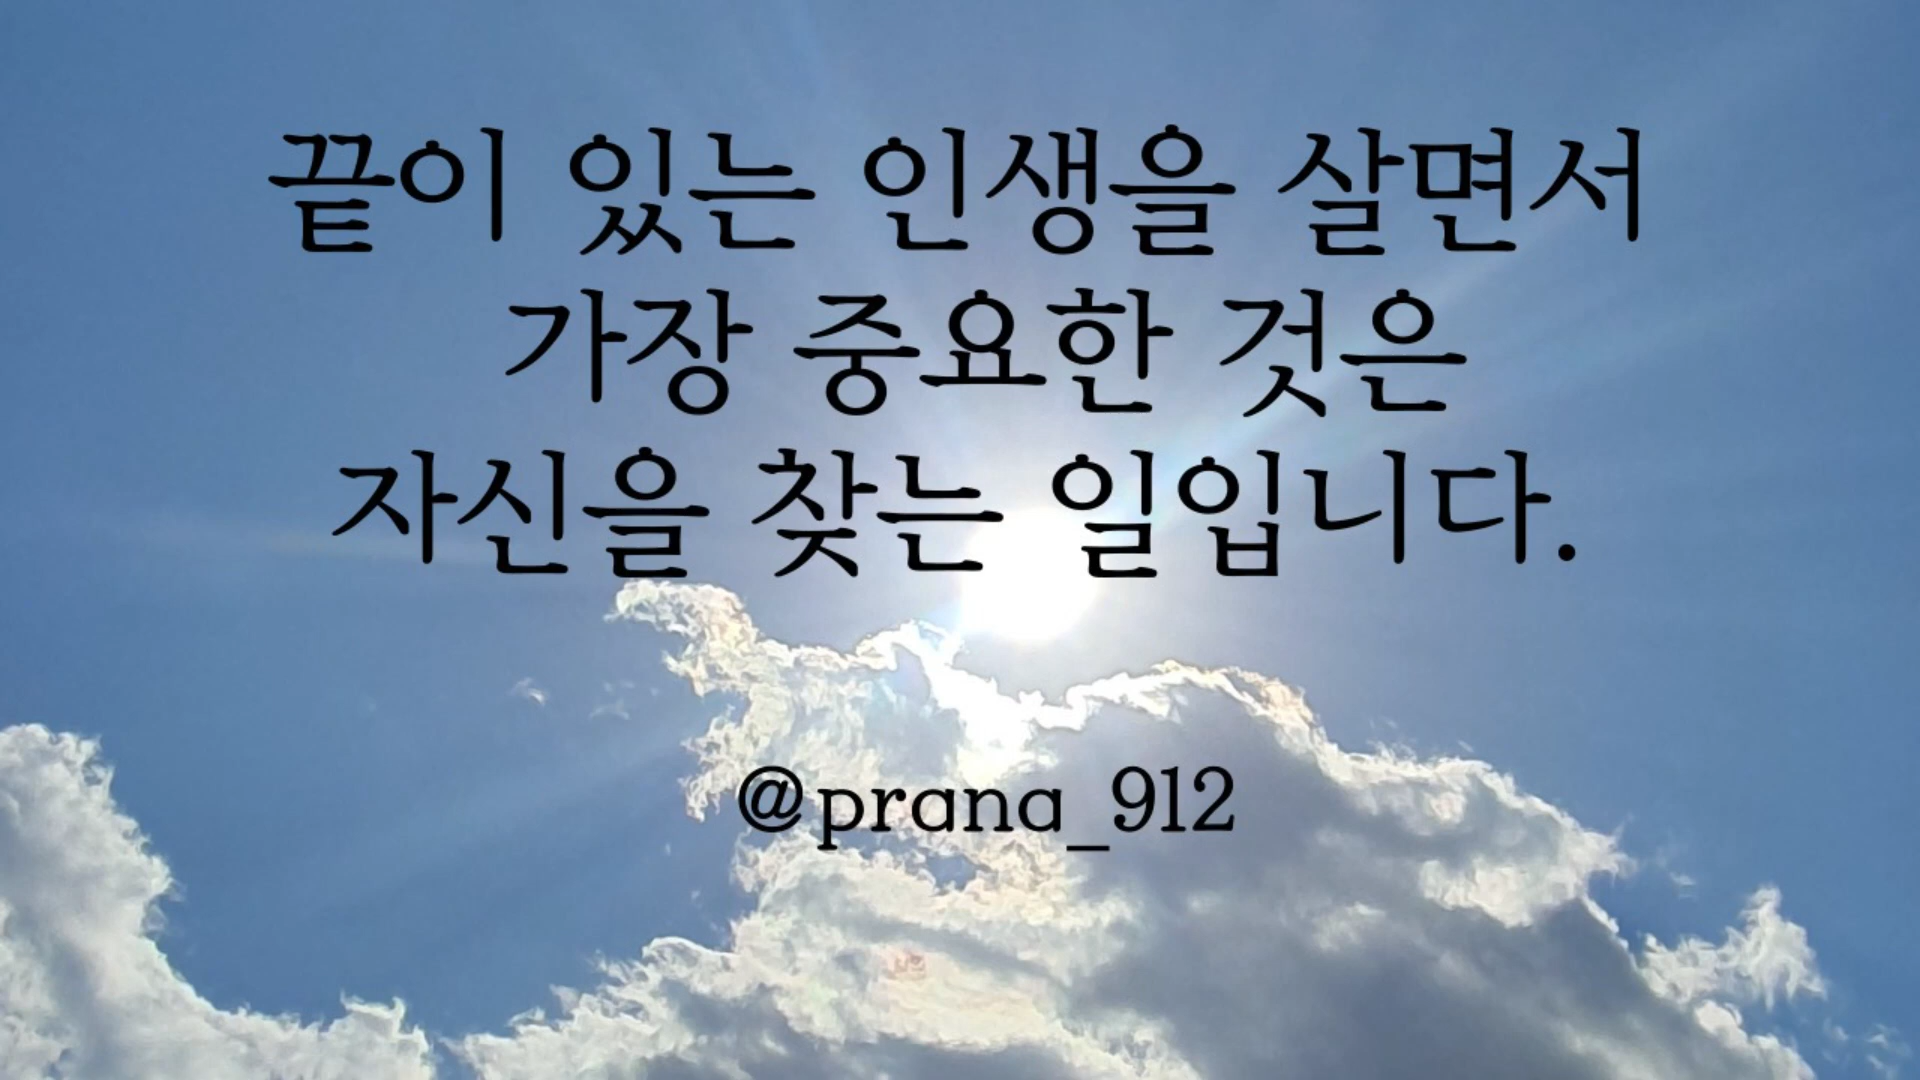 끝이 있는 인생을 살면서
가장 중요한 것은
자신을 찾는 일입니다.
@prana_912